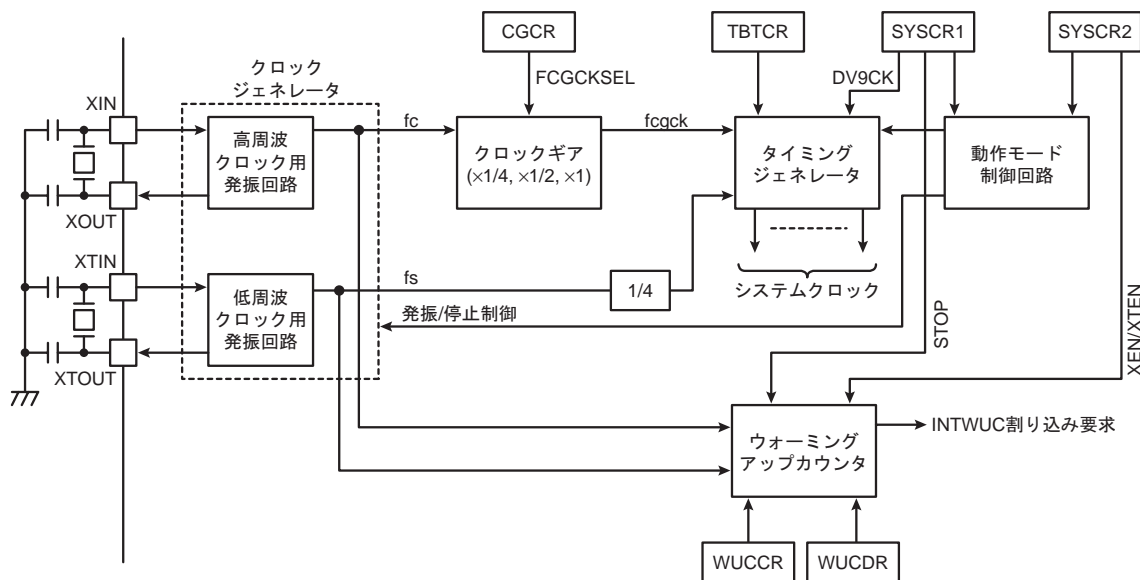 CGCR
TBTCR
SYSCR1
SYSCR2
FCGCKSEL
DV9CK
クロック
ジェネレータ
XIN
XOUT
高周波
クロック用
発振回路
fc
クロックギア
(×1/4, ×1/2, ×1)
fcgck
タイミング
ジェネレータ
動作モード
制御回路
XTIN
XTOUT
低周波
クロック用
発振回路
fs
1/4
システムクロック
発振/停止制御
STOP
XEN/XTEN
ウォーミング
アップカウンタ
INTWUC割り込み要求
WUCCR
WUCDR